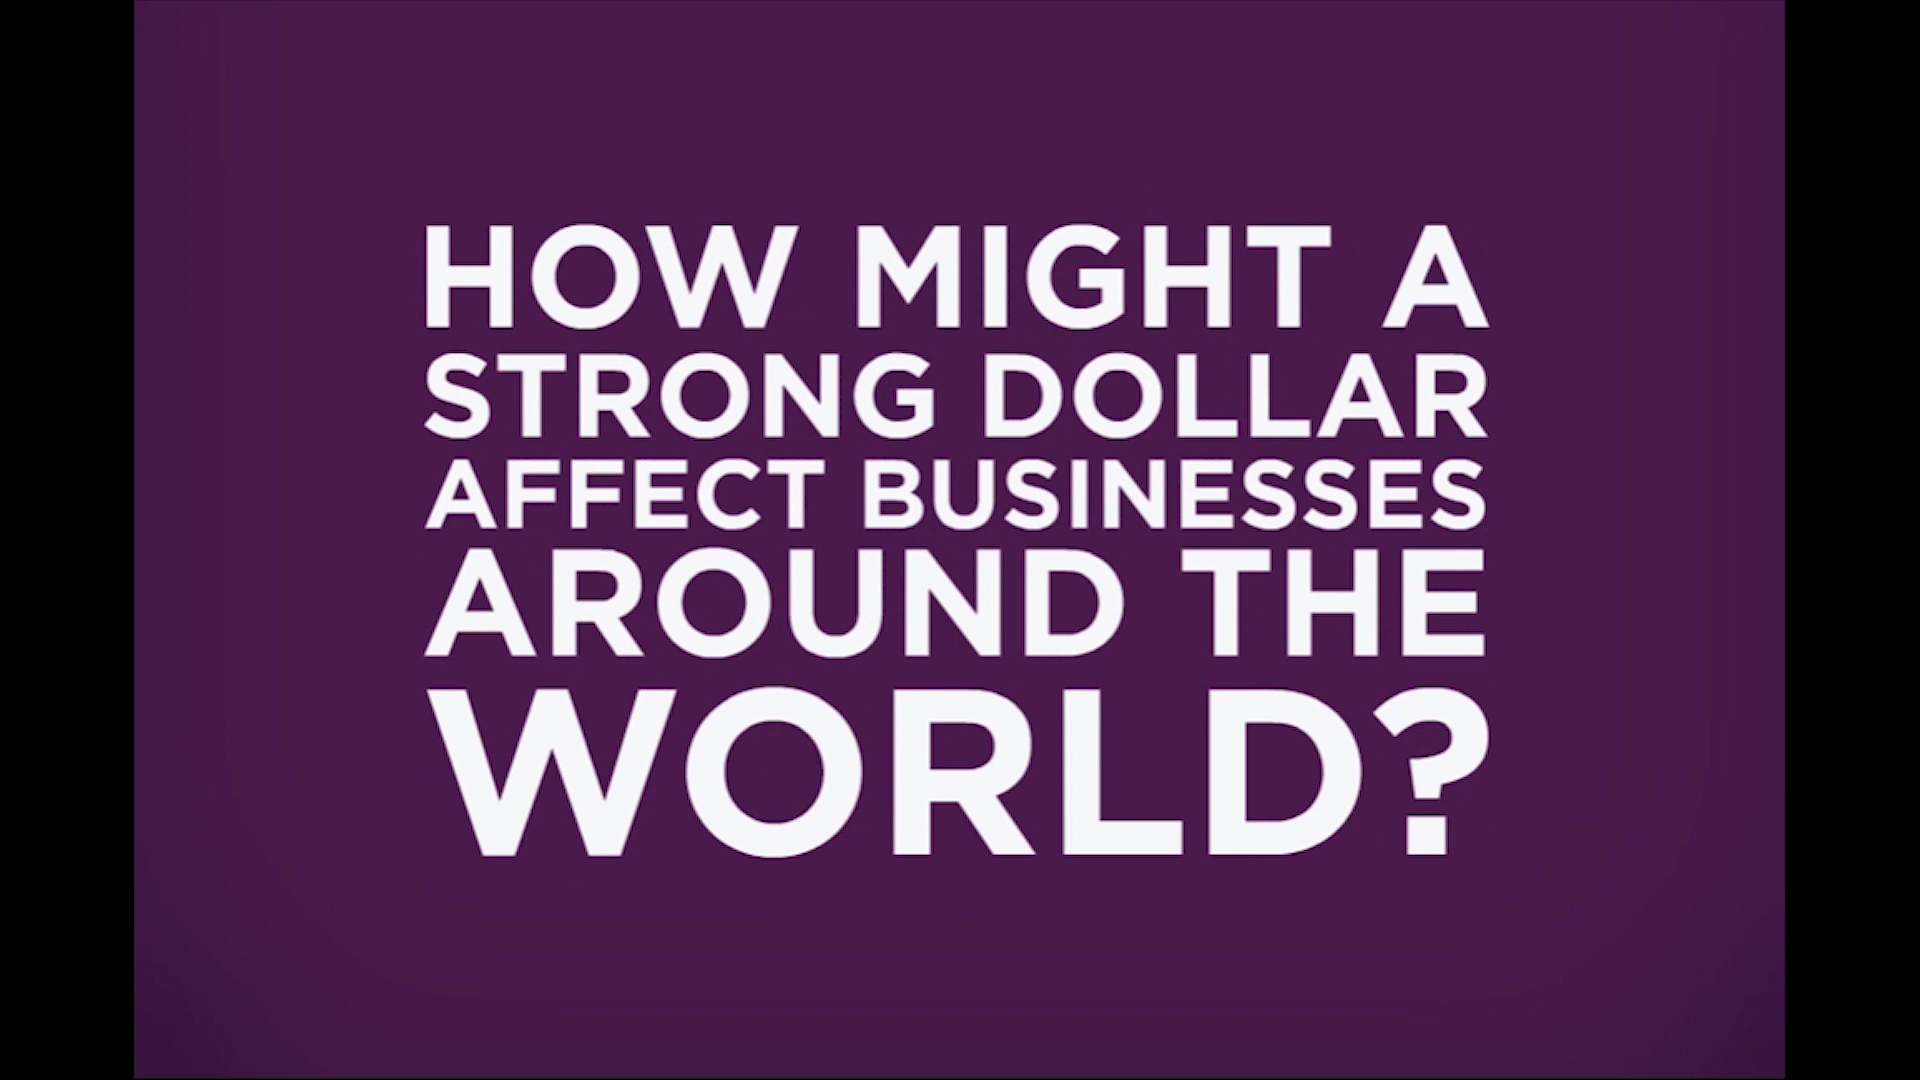 HOW MIGHT A
STRONG DOLLAR
AFFECT BUSINESSES
AROUND THE
WORLD?